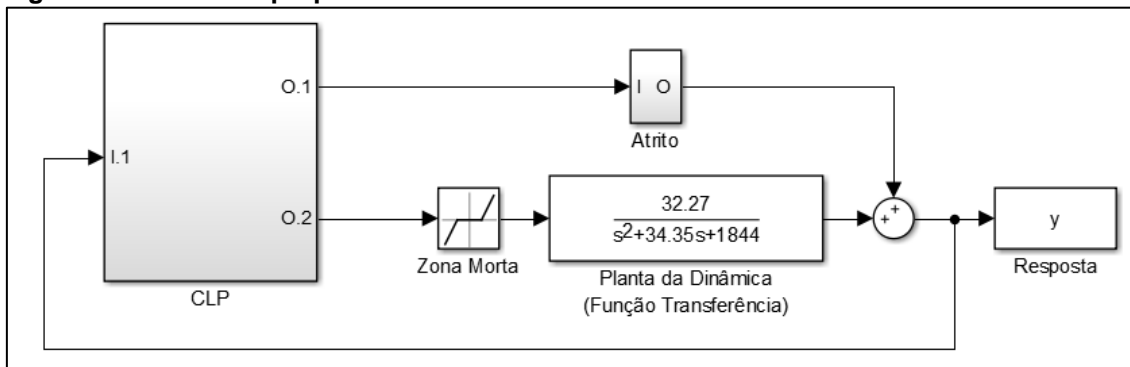 O.1
I.1
O.2
CLP
I O
Atrito
Zona Morta
32.27
s2+34.35s+1844
Planta da Dinâmica
(Função Transferência)
+
+
y
Resposta